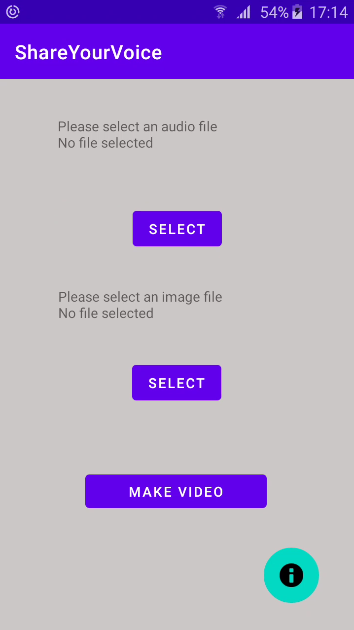 54% 17:14
ShareYourVoice
Please select an audio file
No file selected
SELECT
Please select an image file
No file selected
SELECT
MAKE VIDEO